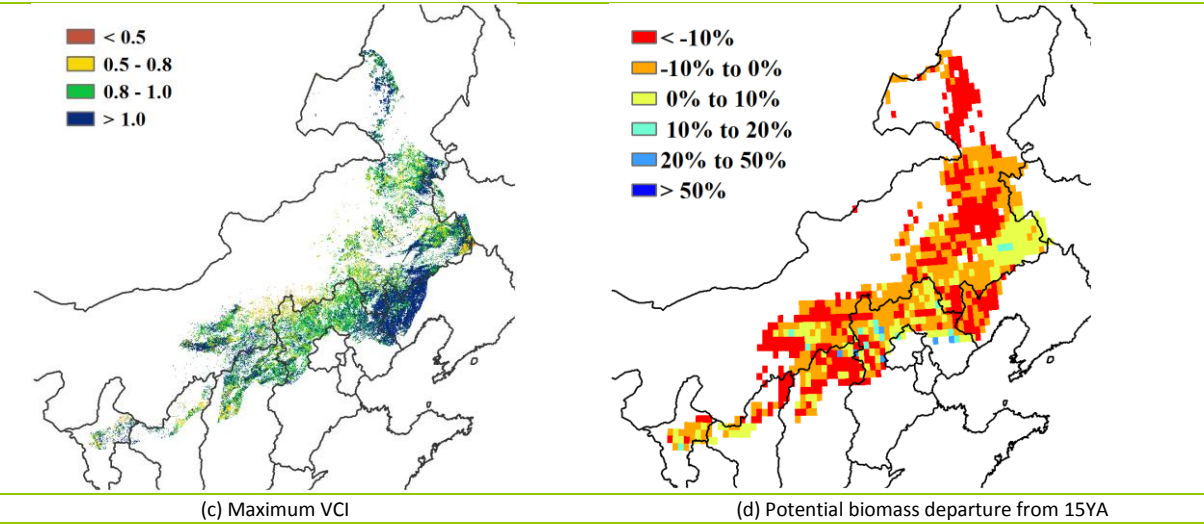 < 0.5
0.5 - 0.8
0.8 - 1.0
> 1.0
< -10%
-10% to 0%
0% to 10%
10% to 20%
20% to 50%
> 50%
(c) Maximum VCI
(d) Potential biomass departure from 15YA